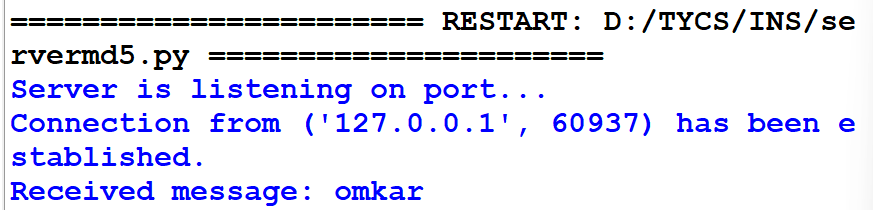 ======================= RESTART: D:/TYCS/INS/se
rvermd5.py ======================
Server is listening on port...
Connection from ('127.0.0.1', 60937) has been e
stablished.
Received message: omkar